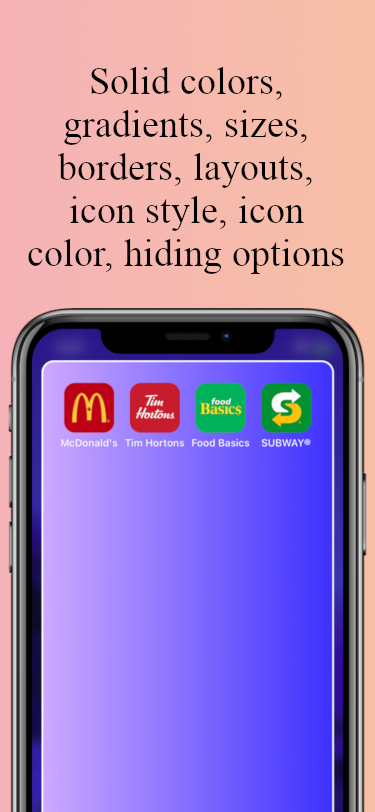 Solid colors,
gradients, sizes,
borders, layouts,
icon style, icon
color, hiding options
Tim
Hortons
food
Basics
McDonald's Tim Hortons Food Basics SUBWAY®